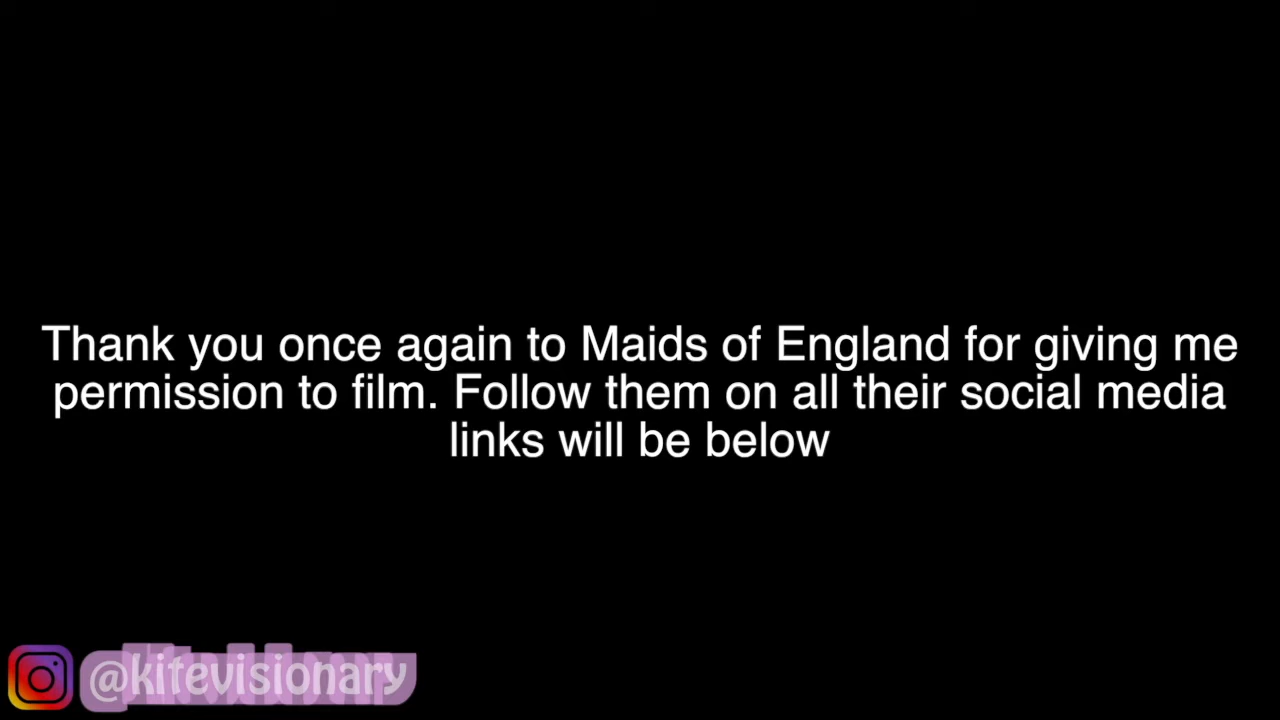 Thank you once again to Maids of England for giving me
permission to film. Follow them on all their social media
links will be below
@kitevisionary